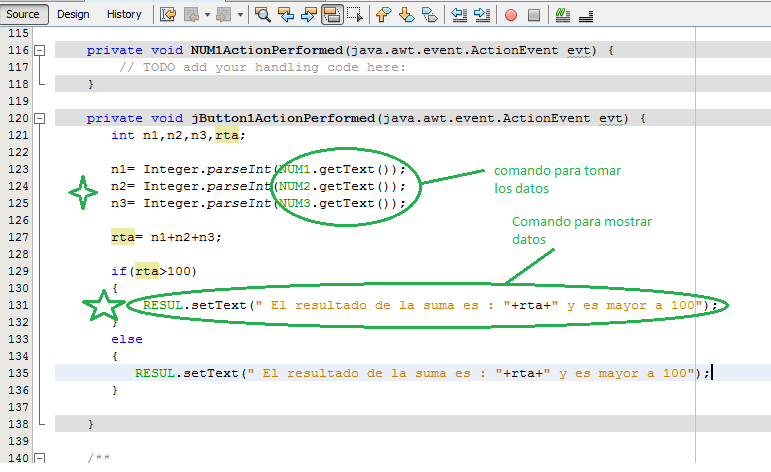 Source Design History
115
116 private void NUM1ActionPerformed(java.awt.event.ActionEvent evt) {
117 // TODO add your handling code here:
118 }
119
120 private void jButton1ActionPerformed(java.awt.event.ActionEvent evt) {
121 int n1,n2,n3,rta;
122
123 n1= Integer.parseInt(NUM1.getText());
124 n2= Integer.parseInt(NUM2.getText());
125 n3= Integer.parseInt(NUM3.getText());
comando para tomar
los datos
126
127 rta= n1+n2+n3;
Comando para mostrar
datos
128
129 if(rta>100)
130 {
131 RESUL.setText(" El resultado de la suma es : "+rta+" y es mayor a 100");
132 }
133 else
134 {
135 RESUL.setText(" El resultado de la suma es : "+rta+" y es mayor a 100");
136 }
137
138 }
139
140 /**